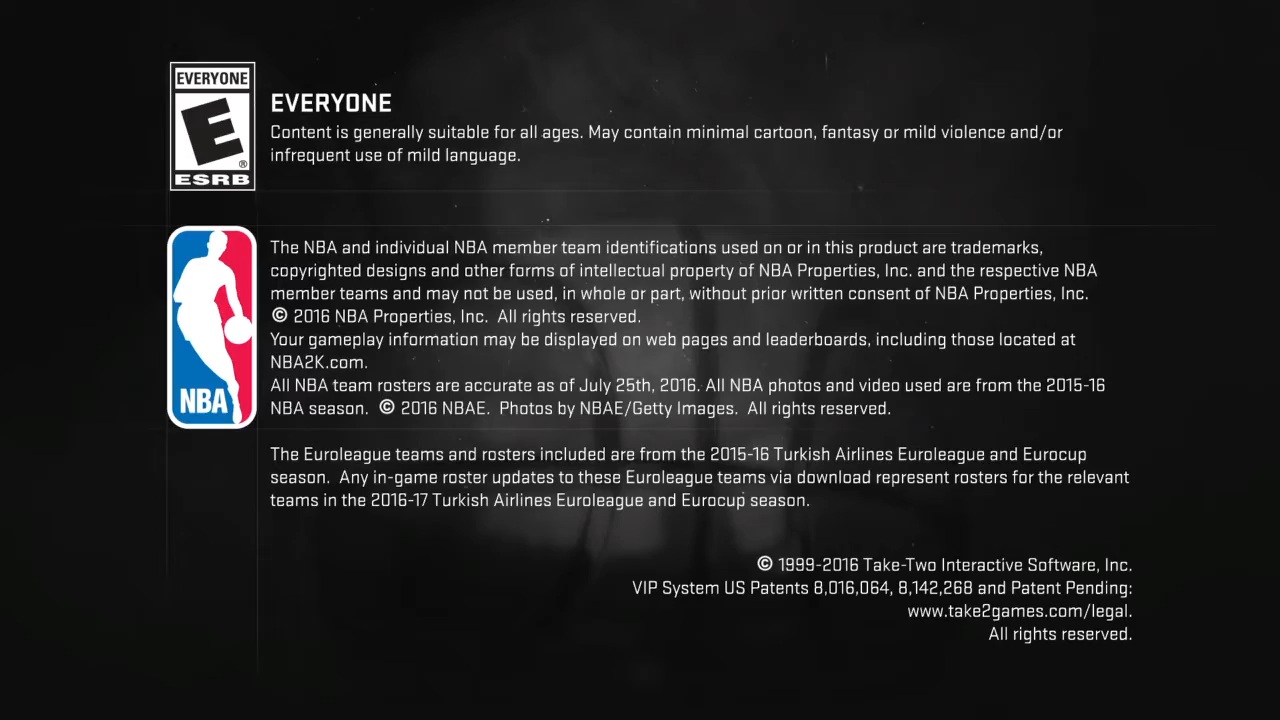 EVERYONE
E
®
ESRB
EVERYONE
Content is generally suitable for all ages. May contain minimal cartoon, fantasy or mild violence and/or
infrequent use of mild language.
The NBA and individual NBA member team identifications used on or in this product are trademarks,
copyrighted designs and other forms of intellectual property of NBA Properties, Inc. and the respective NBA
member teams and may not be used, in whole or part, without prior written consent of NBA Properties, Inc.
© 2016 NBA Properties, Inc. All rights reserved.
Your gameplay information may be displayed on web pages and leaderboards, including those located at
NBA2K.com.
All NBA team rosters are accurate as of July 25th, 2016. All NBA photos and video used are from the 2015-16
NBA season. © 2016 NBAE. Photos by NBAE/Getty Images. All rights reserved.
NBA
The Euroleague teams and rosters included are from the 2015-16 Turkish Airlines Euroleague and Eurocup
season. Any in-game roster updates to these Euroleague teams via download represent rosters for the relevant
teams in the 2016-17 Turkish Airlines Euroleague and Eurocup season.
© 1999-2016 Take-Two Interactive Software, Inc.
VIP System US Patents 8,016,064, 8,142,268 and Patent Pending:
www.take2games.com/legal.
All rights reserved.